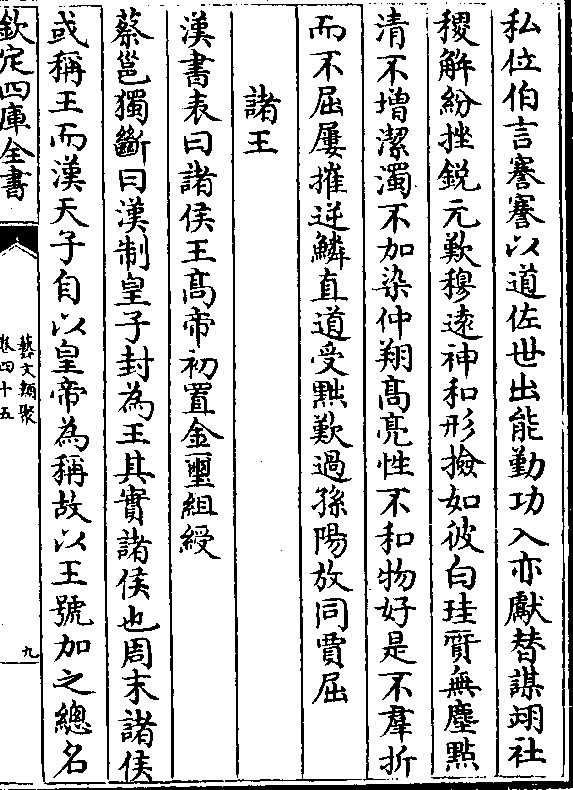 私位伯言謇謇以道佐世出能勤功入亦獻替謀翊社
稷解紛挫鋭元歎穆遠神和形撿如彼白珪質無塵點
清不增潔濁不加染仲翔髙亮性不和物好是不羣折
而不屈屢摧逆鱗直道受黜歎過孫陽放同賈屈
諸王
漢書表曰諸侯王髙帝初置金璽組綬
蔡邕獨斷曰漢制皇子封為王其實諸侯也周末諸侯
或稱王而漢天子自以皇帝為稱故以王號加之總名
欽定四庫全書
藝文類聚
卷四十五
九